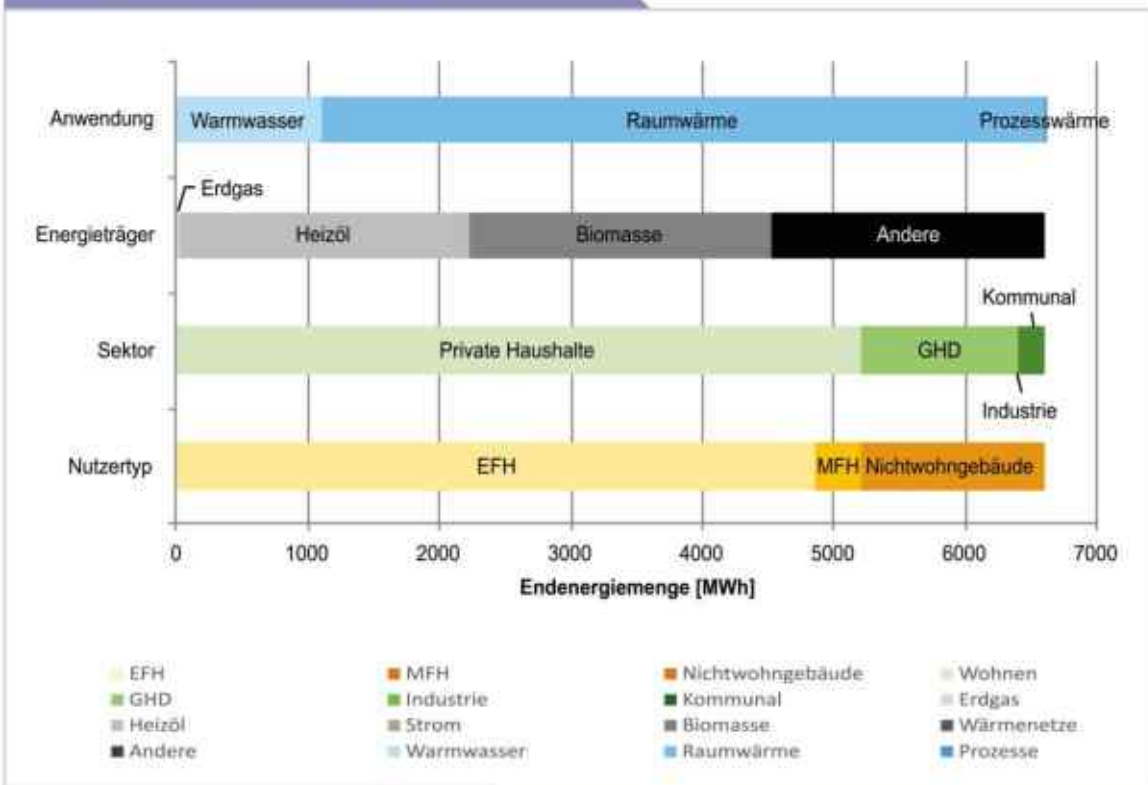 Anwendung Warmwasser Raumwärme Prozesswärme
Erdgas
Energieträger Heizöl Biomasse Andere
Kommunal
Sektor Private Haushalte GHD
Industrie
Nutzertyp EFH MFH Nichtwohngebäude
0 1000 2000 3000 4000 5000 6000 7000
Endenergiemenge [MWh]
EFH MFH Nichtwohngebäude Wohnen
GHD Industrie Kommunal Erdgas
Heizöl Strom Biomasse Wärmenetze
Andere Warmwasser Raumwärme Prozesse